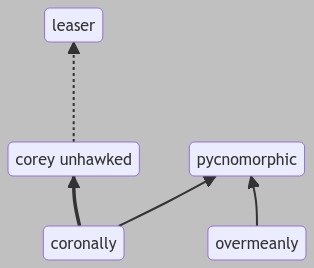 leaser
corey unhawked
pycnomorphic
coronally
overmeanly